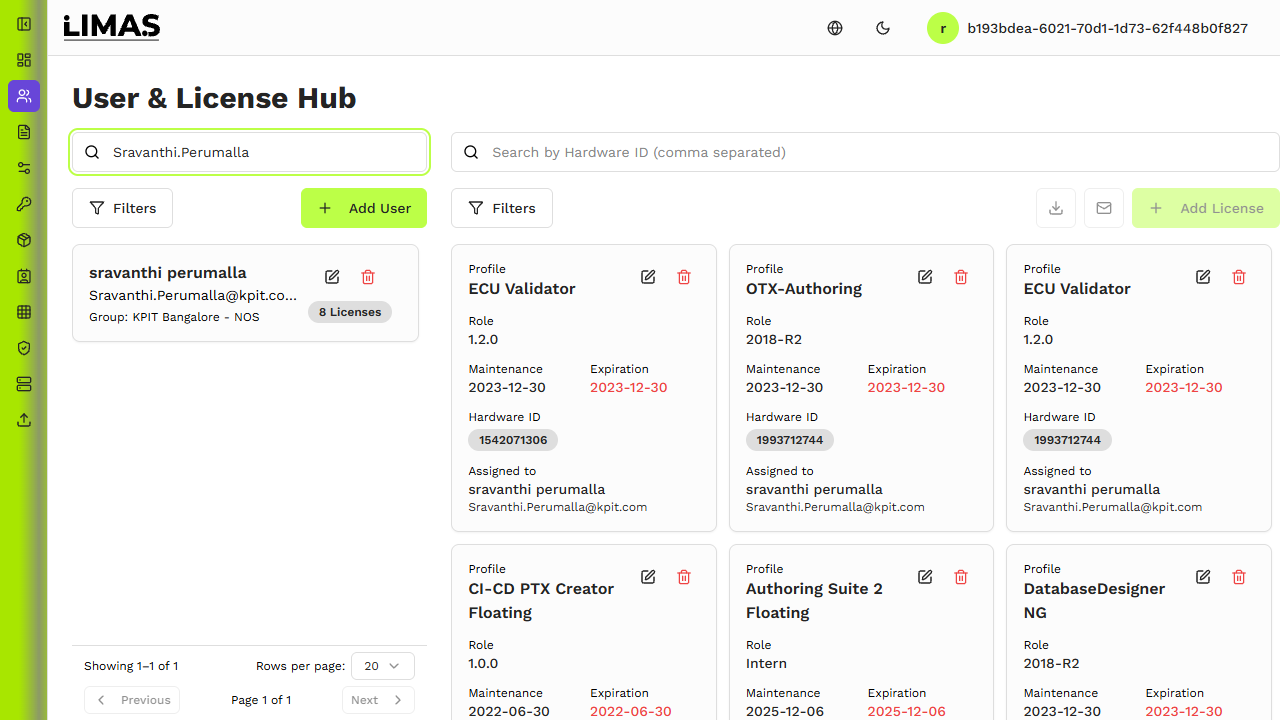 LIMAS
r
b193bdea-6021-70d1-1d73-62f448b0f827
User & License Hub
Sravanthi.Perumalla
Search by Hardware ID (comma separated)
Filters
Add User
Filters
Add License
sravanthi perumalla
Sravanthi.Perumalla@kpit.co...
Group: KPIT Bangalore - NOS
8 Licenses
Profile
ECU Validator
Role
1.2.0
Maintenance
Expiration
2023-12-30
2023-12-30
Hardware ID
1542071306
Assigned to
sravanthi perumalla
Sravanthi.Perumalla@kpit.com
Profile
OTX-Authoring
Role
2018-R2
Maintenance
Expiration
2023-12-30
2023-12-30
Hardware ID
1993712744
Assigned to
sravanthi perumalla
Sravanthi.Perumalla@kpit.com
Profile
ECU Validator
Role
1.2.0
Maintenance
Expiration
2023-12-30
2023-12-30
Hardware ID
1993712744
Assigned to
sravanthi perumalla
Sravanthi.Perumalla@kpit.com
Profile
CI-CD PTX Creator
Floating
Role
1.0.0
Maintenance
Expiration
2022-06-30
2022-06-30
Profile
Authoring Suite 2
Floating
Role
Intern
Maintenance
Expiration
2025-12-06
2025-12-06
Profile
DatabaseDesigner
NG
Role
2018-R2
Maintenance
Expiration
2023-12-30
2023-12-30
Showing 1–1 of 1
Rows per page:
20
Previous
Page 1 of 1
Next